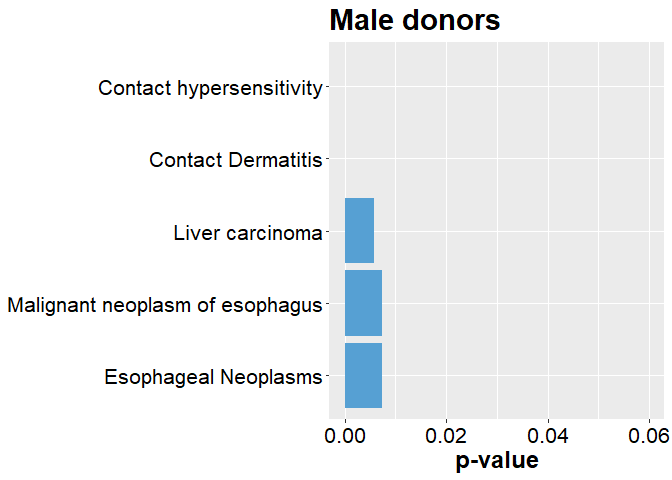 Male donors
Contact hypersensitivity
Contact Dermatitis
Liver carcinoma
Malignant neoplasm of esophagus
Esophageal Neoplasms
0.00 0.02 0.04 0.06
p-value